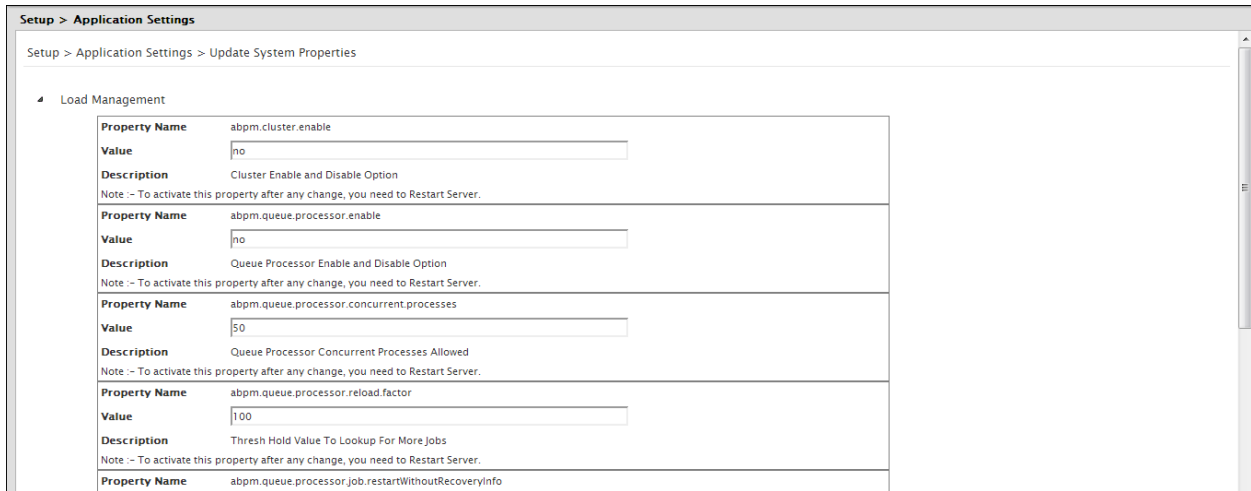 Setup > Application Settings
Setup > Application Settings > Update System Properties
Load Management
Property Name abpm.cluster.enable
Value no
Description Cluster Enable and Disable Option
Note :- To activate this property after any change, you need to Restart Server.
Property Name abpm.queue.processor.enable
Value no
Description Queue Processor Enable and Disable Option
Note :- To activate this property after any change, you need to Restart Server.
Property Name abpm.queue.processor.concurrent.processes
Value 50
Description Queue Processor Concurrent Processes Allowed
Note :- To activate this property after any change, you need to Restart Server.
Property Name abpm.queue.processor.reload.factor
Value 100
Description Thresh Hold Value To Lookup For More Jobs
Note :- To activate this property after any change, you need to Restart Server.
Property Name abpm.queue.processor.job.restartWithoutRecoveryInfo